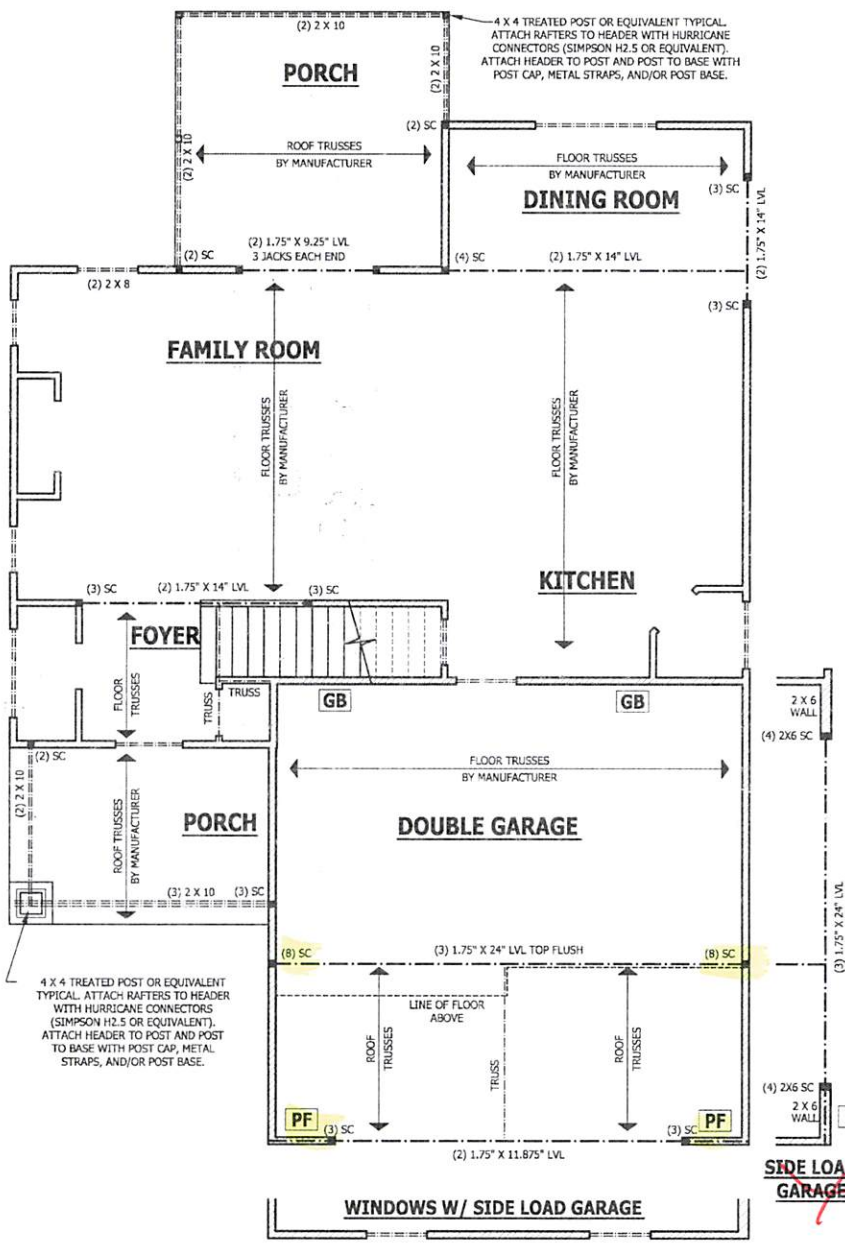 4 X 4 TREATED POST OR EQUIVALENT TYPICAL.
ATTACH RAFTERS TO HEADER WITH HURRICANE
CONNECTORS (SIMPSON H2.5 OR EQUIVALENT).
ATTACH HEADER TO POST AND POST TO BASE WITH
POST CAP, METAL STRAPS, AND/OR POST BASE.
(2) 2 X 10
PORCH
(2) 2 X 10
(2) 2 X 10
ROOF TRUSSES
BY MANUFACTURER
(2) SC
FLOOR TRUSSES
BY MANUFACTURER
DINING ROOM
(3) SC
(2) 1.75" X 14" LVL
(2) SC
(2) 1.75" X 9.25" LVL
3 JACKS EACH END
(4) SC
(2) 1.75" X 14" LVL
(2) 2 X 8
(3) SC
FAMILY ROOM
FLOOR TRUSSES
BY MANUFACTURER
FLOOR TRUSSES
BY MANUFACTURER
(3) SC
(2) 1.75" X 14" LVL
(3) SC
KITCHEN
FOYER
FLOOR
TRUSSES
TRUSS
TRUSS
GB
GB
2 X 6
WALL
(4) 2X6 SC
(2) SC
(2) 2 X 10
ROOF TRUSSES
BY MANUFACTURER
FLOOR TRUSSES
BY MANUFACTURER
PORCH
DOUBLE GARAGE
(3) 2 X 10
(3) SC
(3) 1.75" X 24" LVL
(8) SC
(3) 1.75" X 24" LVL TOP FLUSH
(8) SC
4 X 4 TREATED POST OR EQUIVALENT
TYPICAL. ATTACH RAFTERS TO HEADER
WITH HURRICANE CONNECTORS
(SIMPSON H2.5 OR EQUIVALENT).
ATTACH HEADER TO POST AND POST
TO BASE WITH POST CAP, METAL
STRAPS, AND/OR POST BASE.
LINE OF FLOOR
ABOVE
ROOF
TRUSSES
TRUSS
ROOF
TRUSSES
(4) 2X6 SC
2 X 6
WALL
PF
(3) SC
(3) SC
PF
(2) 1.75" X 11.875" LVL
SIDE LOA
GARAGE
WINDOWS W/ SIDE LOAD GARAGE